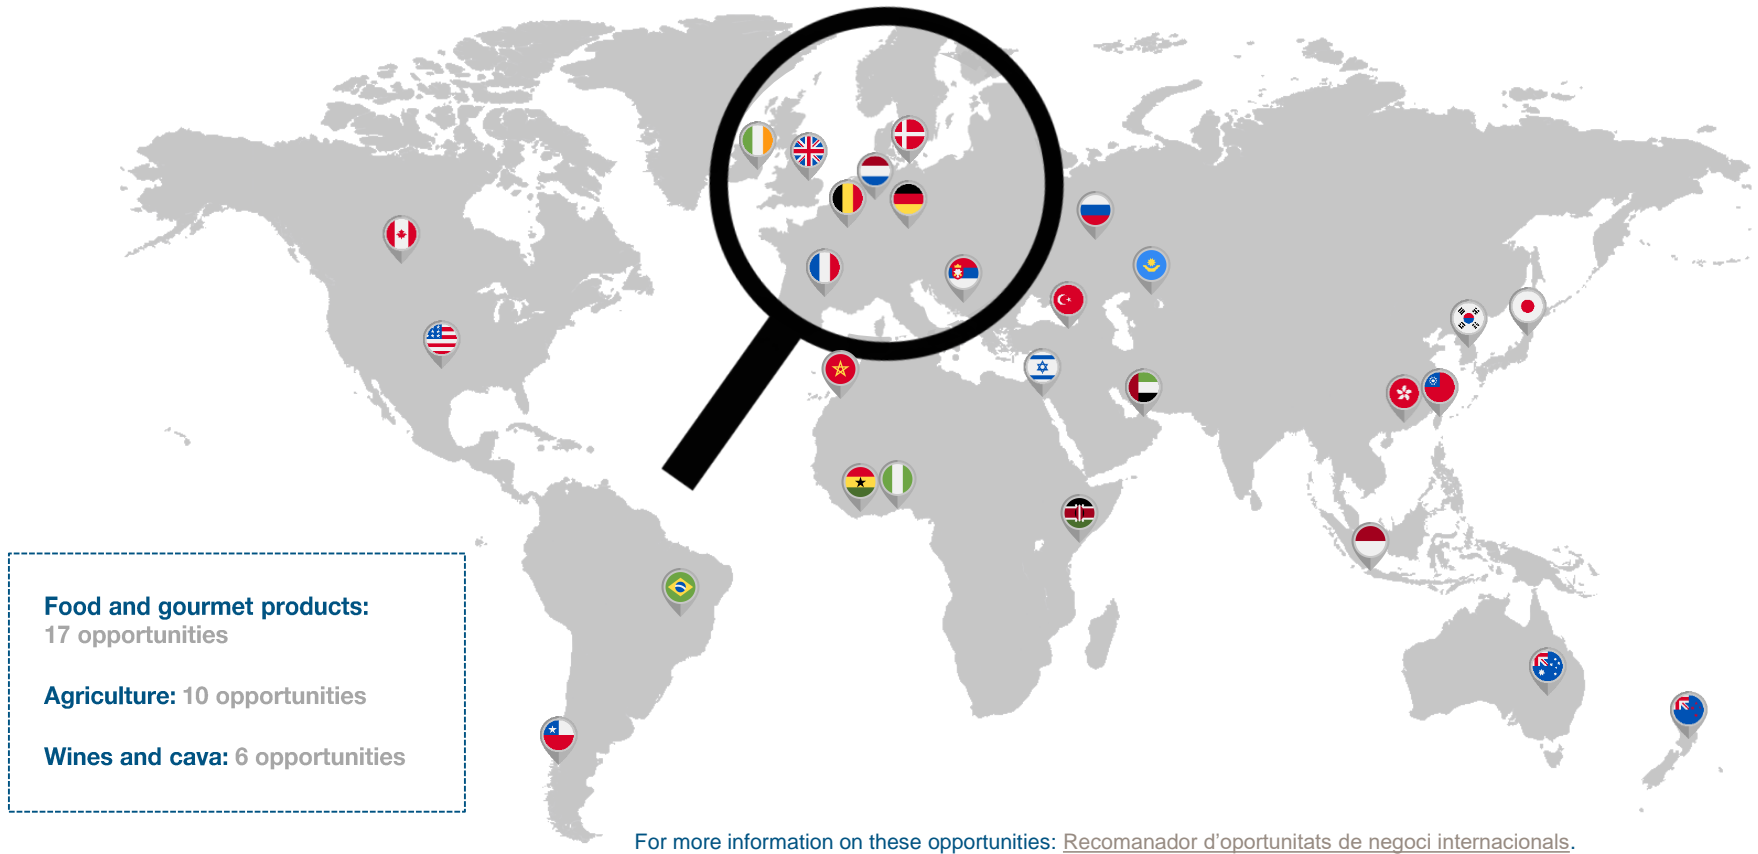 Food and gourmet products:
17 opportunities
Agriculture: 10 opportunities
Wines and cava: 6 opportunities
For more information on these opportunities: Recomanador d’oportunitats de negoci internacionals.